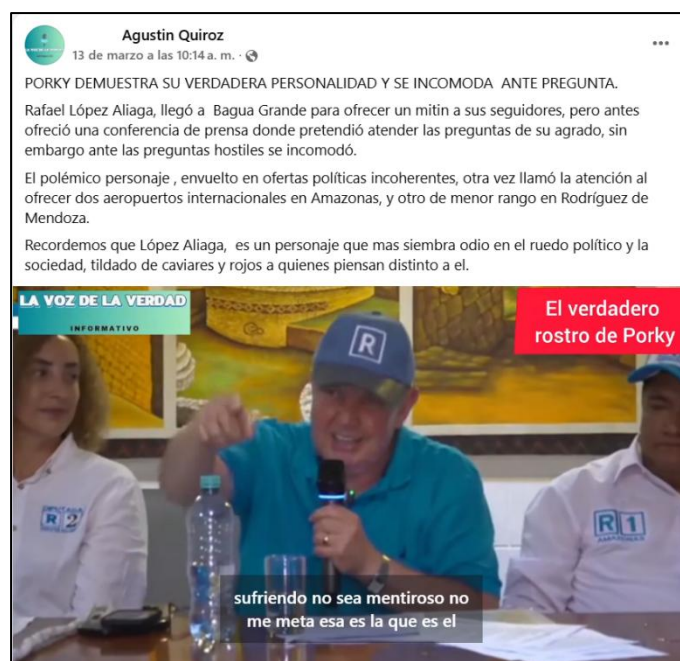 Agustin Quiroz
13 de marzo a las 10:14 a. m. ·
PORKY DEMUESTRA SU VERDADERA PERSONALIDAD Y SE INCOMODA ANTE PREGUNTA.
Rafael López Aliaga, llegó a Bagua Grande para ofrecer un mitin a sus seguidores, pero antes
ofreció una conferencia de prensa donde pretendió atender las preguntas de su agrado, sin
embargo ante las preguntas hostiles se incomodó.
El polémico personaje , envuelto en ofertas políticas incoherentes, otra vez llamó la atención al
ofrecer dos aeropuertos internacionales en Amazonas, y otro de menor rango en Rodríguez de
Mendoza.
Recordemos que López Aliaga, es un personaje que mas siembra odio en el ruedo político y la
sociedad, tildado de caviares y rojos a quienes piensan distinto a el.
LA VOZ DE LA VERDAD
INFORMATIVO
El verdadero
rostro de Porky
R
R 2
R 1
AMAZONAS
sufriendo no sea mentiroso no
me meta esa es la que es el